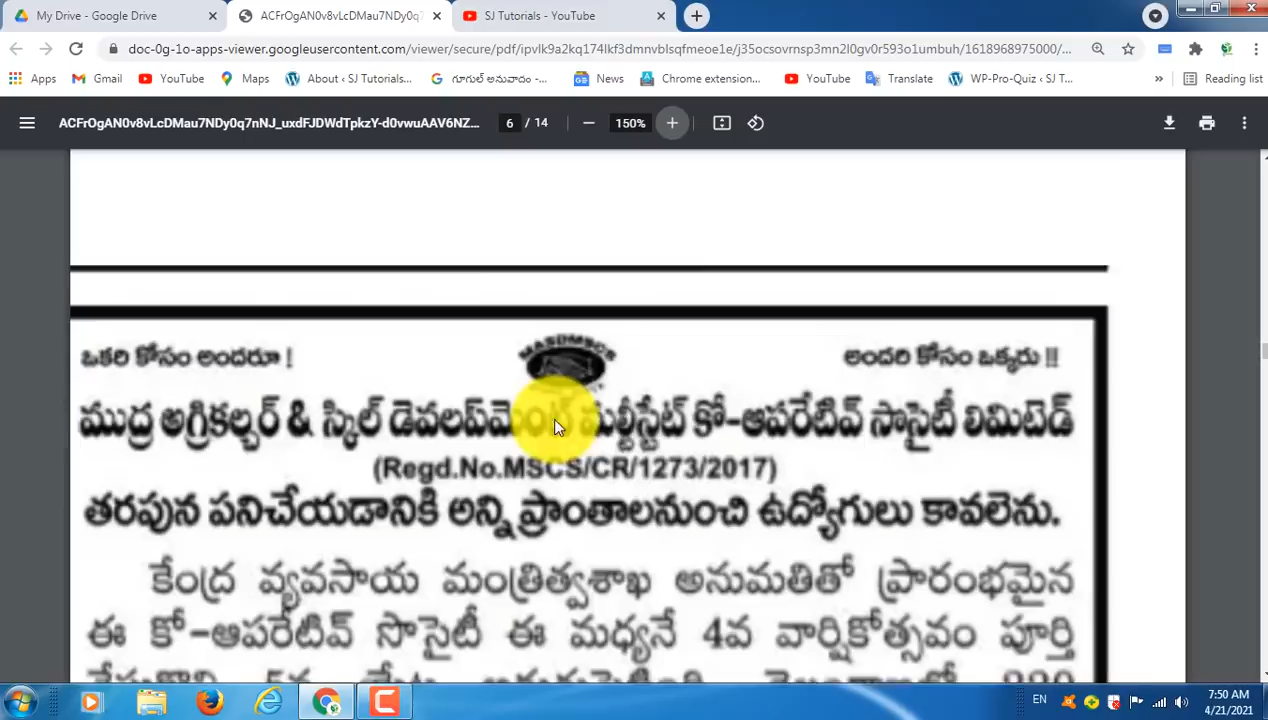 My Drive - Google Drive
ACFrOgAN0v8vLcDMau7NDy0q7
SJ Tutorials - YouTube
doc-0g-1o-apps-viewer.googleusercontent.com/viewer/secure/pdf/ipvlk9a2kq174lkf3dmnvblsqfmeoe1e/j35ocsovrnsp3mn2l0gv0r593o1umbuh/1618968975000/...
Apps
Gmail
YouTube
Maps
About ‹ SJ Tutorials...
గూగుల్ అనువాదం -...
News
Chrome extension...
YouTube
Translate
WP-Pro-Quiz ‹ SJ T...
»
Reading list
ACFrOgAN0v8vLcDMau7NDy0q7nNJ_uxdFJDWdTpkzY-d0vwuAAV6NZ...
6 / 14
150%
ఒకరి కోసం అందరూ !
MASDMSCS
అందరి కోసం ఒక్కరు !!
ముద్ర అగ్రికల్చర్ & స్కిల్ డెవలప్‌మెంట్ మల్టీస్టేట్ కో-ఆపరేటివ్ సొసైటీ లిమిటెడ్
(Regd.No.MSCS/CR/1273/2017)
తరపున పనిచేయడానికి అన్ని ప్రాంతాలనుంచి ఉద్యోగులు కావలెను.
కేంద్ర వ్యవసాయ మంత్రిత్వశాఖ అనుమతితో ప్రారంభమైన
ఈ కో-ఆపరేటివ్ సొసైటీ ఈ మధ్యనే 4వ వార్షికోత్సవం పూర్తి
EN
7:50 AM
4/21/2021